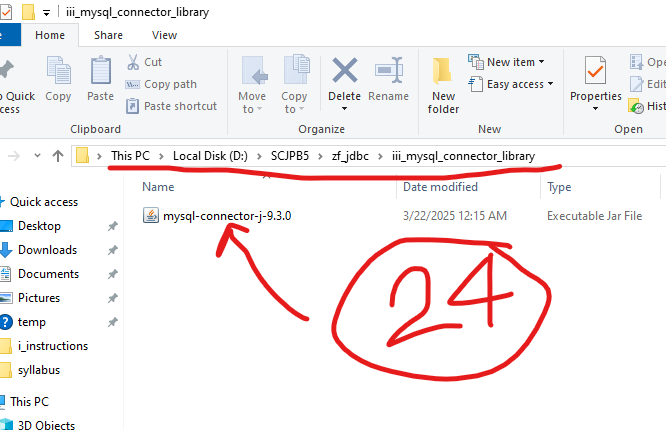 iii_mysql_connector_library
Home Share View
to Quick
Access
Copy
Paste
Cut
Copy path
Paste shortcut
Clipboard
Move
to
Copy
to
Delete
Rename
Organize
New
folder
New item
Easy access
New
Properties
Open
Edit
Hist
Open
This PC > Local Disk (D:) > SCJPB5 > zf_jdbc > iii_mysql_connector_library
Name Date modified Type
mysql-connector-j-9.3.0 3/22/2025 12:15 AM Executable Jar File
24
Quick access
Desktop
Downloads
Documents
Pictures
temp
i_instructions
syllabus
This PC
3D Objects